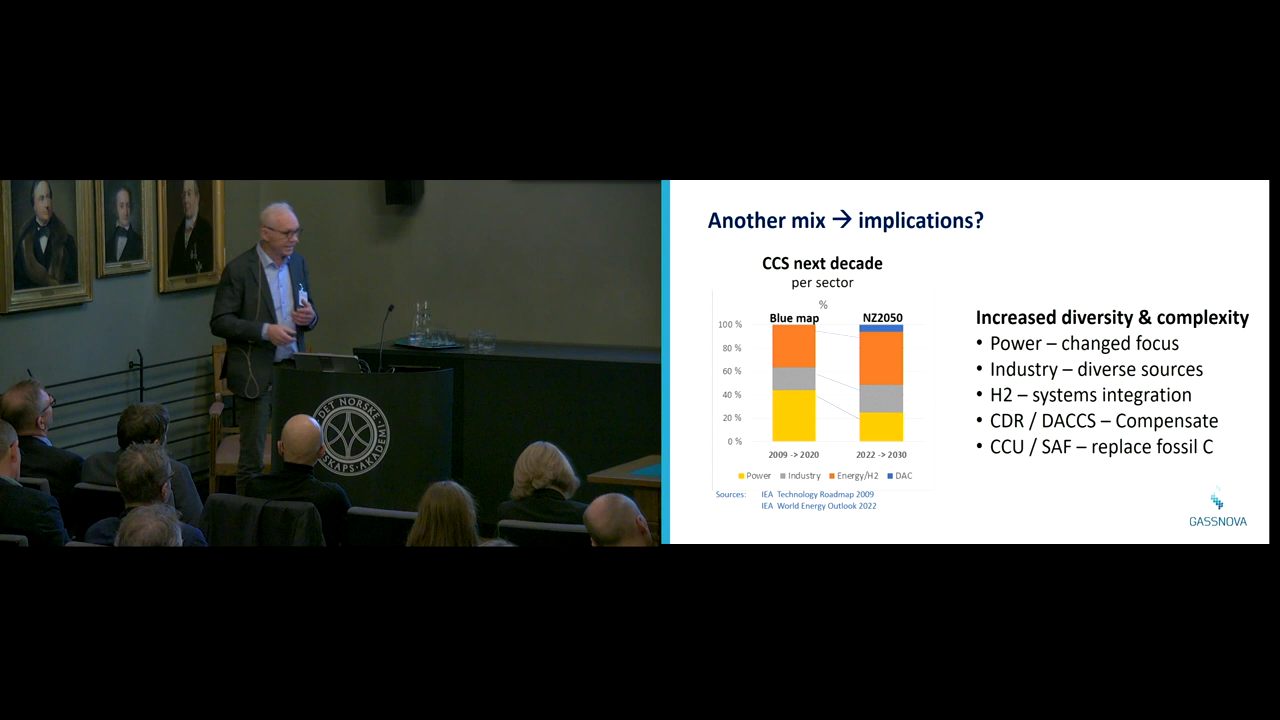 DET NORSKE
SKAPS-AKADEMI
Another mix → implications?
CCS next decade
per sector
%
Blue map
NZ2050
100 %
80 %
60 %
40 %
20 %
0 %
2009 -> 2020
2022 -> 2030
Power
Industry
Energy/H2
DAC
Sources: IEA Technology Roadmap 2009
IEA World Energy Outlook 2022
Increased diversity & complexity
• Power – changed focus
• Industry – diverse sources
• H2 – systems integration
• CDR / DACCS – Compensate
• CCU / SAF – replace fossil C
GASSNOVA